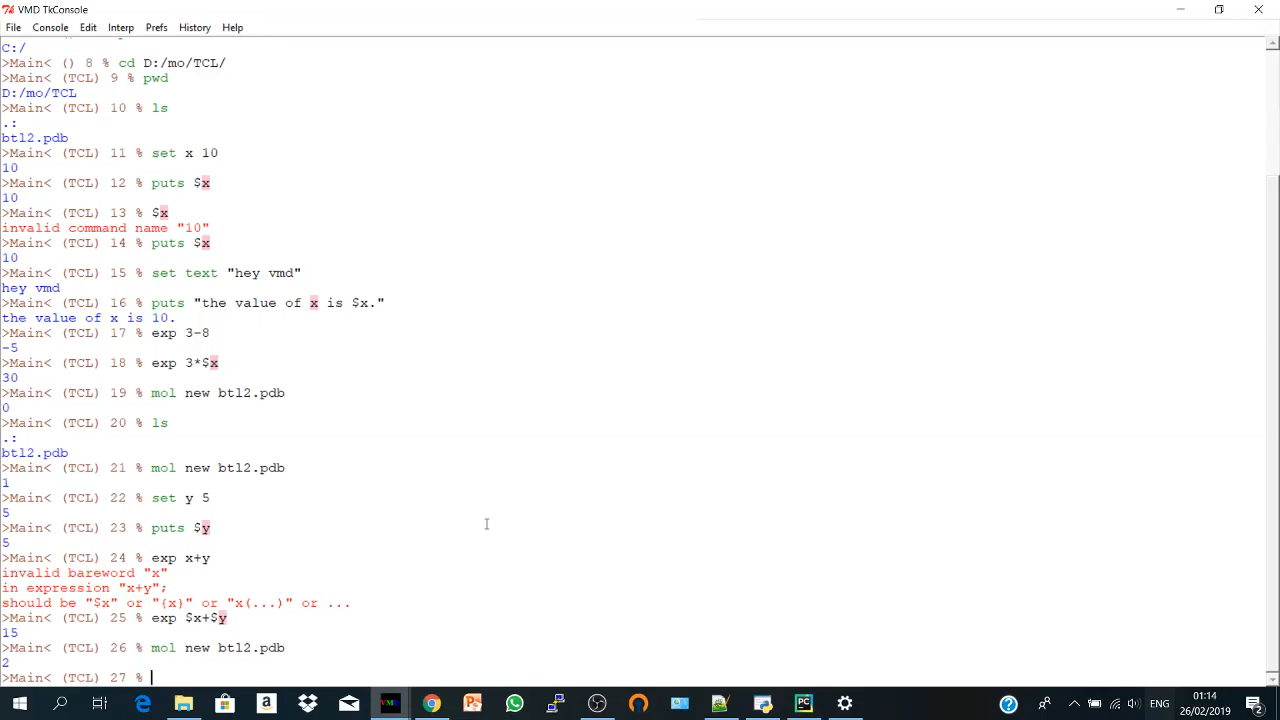 VMD TkConsole
File Console Edit Interp Prefs History Help
C:/
>Main< () 8 % cd D:/mo/TCL/
>Main< (TCL) 9 % pwd
D:/mo/TCL
>Main< (TCL) 10 % ls
.:
btl2.pdb
>Main< (TCL) 11 % set x 10
10
>Main< (TCL) 12 % puts $x
10
>Main< (TCL) 13 % $x
invalid command name "10"
>Main< (TCL) 14 % puts $x
10
>Main< (TCL) 15 % set text "hey vmd"
hey vmd
>Main< (TCL) 16 % puts "the value of x is $x."
the value of x is 10.
>Main< (TCL) 17 % exp 3-8
-5
>Main< (TCL) 18 % exp 3*$x
30
>Main< (TCL) 19 % mol new btl2.pdb
0
>Main< (TCL) 20 % ls
.:
btl2.pdb
>Main< (TCL) 21 % mol new btl2.pdb
1
>Main< (TCL) 22 % set y 5
5
>Main< (TCL) 23 % puts $y
5
>Main< (TCL) 24 % exp x+y
invalid bareword "x"
in expression "x+y";
should be "$x" or "{x}" or "x(...)" or ...
>Main< (TCL) 25 % exp $x+$y
15
>Main< (TCL) 26 % mol new btl2.pdb
2
>Main< (TCL) 27 %
VMD
PC
ENG
01:14
26/02/2019
2